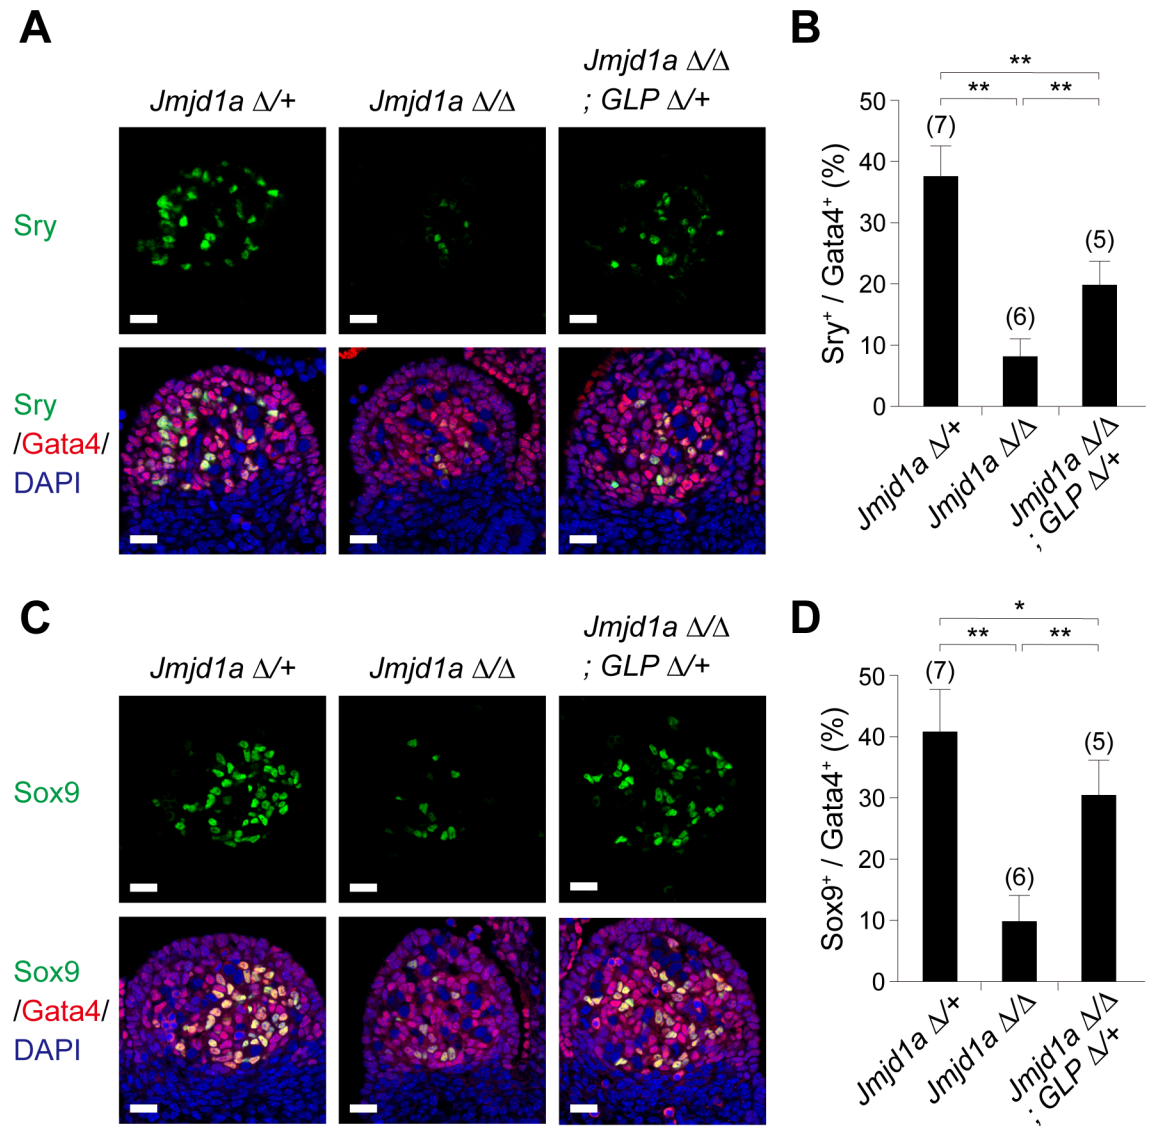 A
Jmjd1a Δ/+
Jmjd1a Δ/Δ
Jmjd1a Δ/Δ
; GLP Δ/+
Sry
Sry
/Gata4/
DAPI
B
**
**
**
Sry⁺ / Gata4⁺ (%)
50
40
30
20
10
0
(7)
(6)
(5)
Jmjd1a Δ/+
Jmjd1a Δ/Δ
Jmjd1a Δ/Δ
; GLP Δ/+
C
Jmjd1a Δ/+
Jmjd1a Δ/Δ
Jmjd1a Δ/Δ
; GLP Δ/+
Sox9
Sox9
/Gata4/
DAPI
D
*
**
**
Sox9⁺ / Gata4⁺ (%)
50
40
30
20
10
0
(7)
(6)
(5)
Jmjd1a Δ/+
Jmjd1a Δ/Δ
Jmjd1a Δ/Δ
; GLP Δ/+